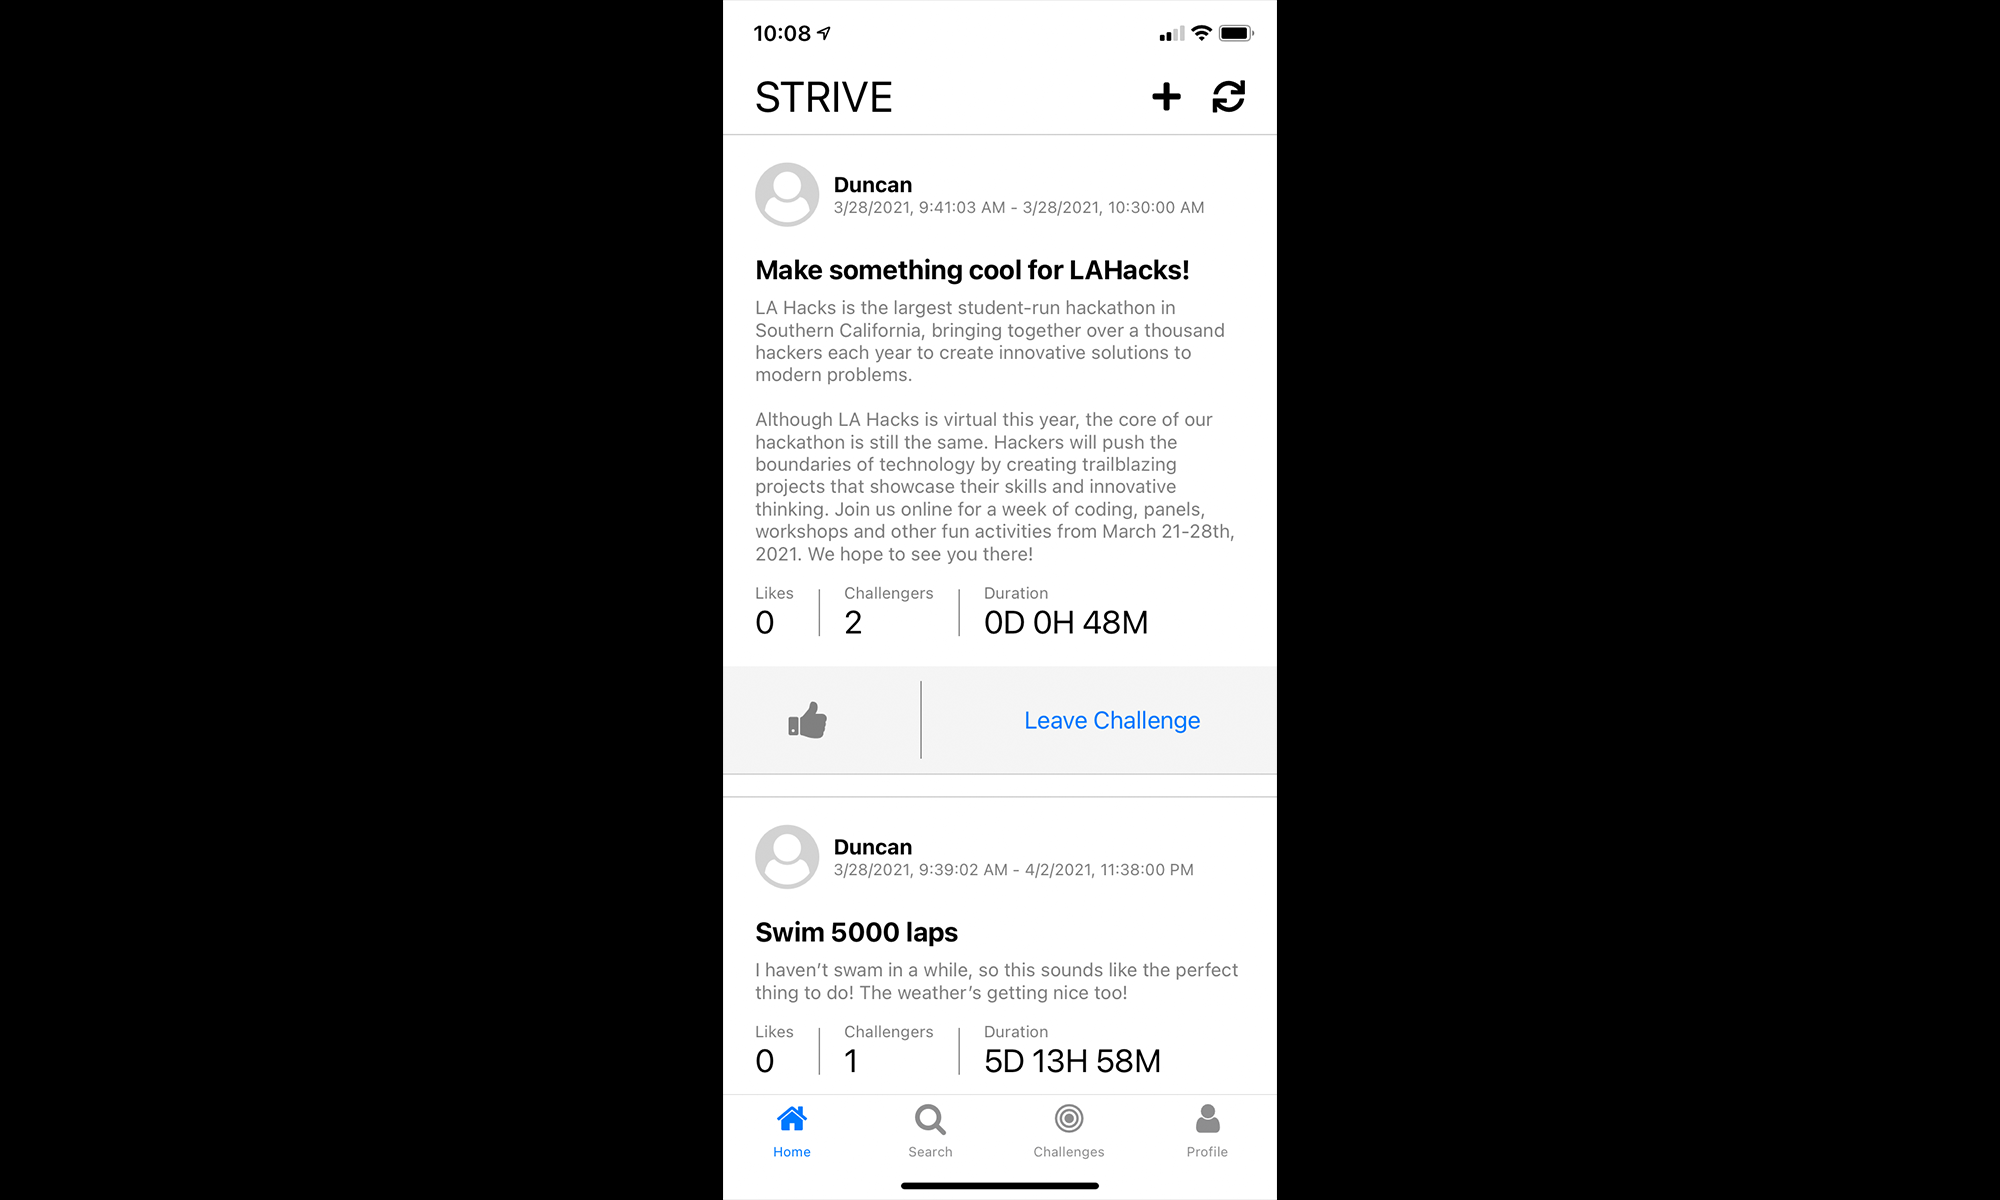 10:08
STRIVE
Duncan
3/28/2021, 9:41:03 AM - 3/28/2021, 10:30:00 AM
Make something cool for LAHacks!
LA Hacks is the largest student-run hackathon in
Southern California, bringing together over a thousand
hackers each year to create innovative solutions to
modern problems.
Although LA Hacks is virtual this year, the core of our
hackathon is still the same. Hackers will push the
boundaries of technology by creating trailblazing
projects that showcase their skills and innovative
thinking. Join us online for a week of coding, panels,
workshops and other fun activities from March 21-28th,
2021. We hope to see you there!
Likes Challengers Duration
0 2 0D 0H 48M
Leave Challenge
Duncan
3/28/2021, 9:39:02 AM - 4/2/2021, 11:38:00 PM
Swim 5000 laps
I haven’t swam in a while, so this sounds like the perfect
thing to do! The weather’s getting nice too!
Likes Challengers Duration
0 1 5D 13H 58M
Home Search Challenges Profile